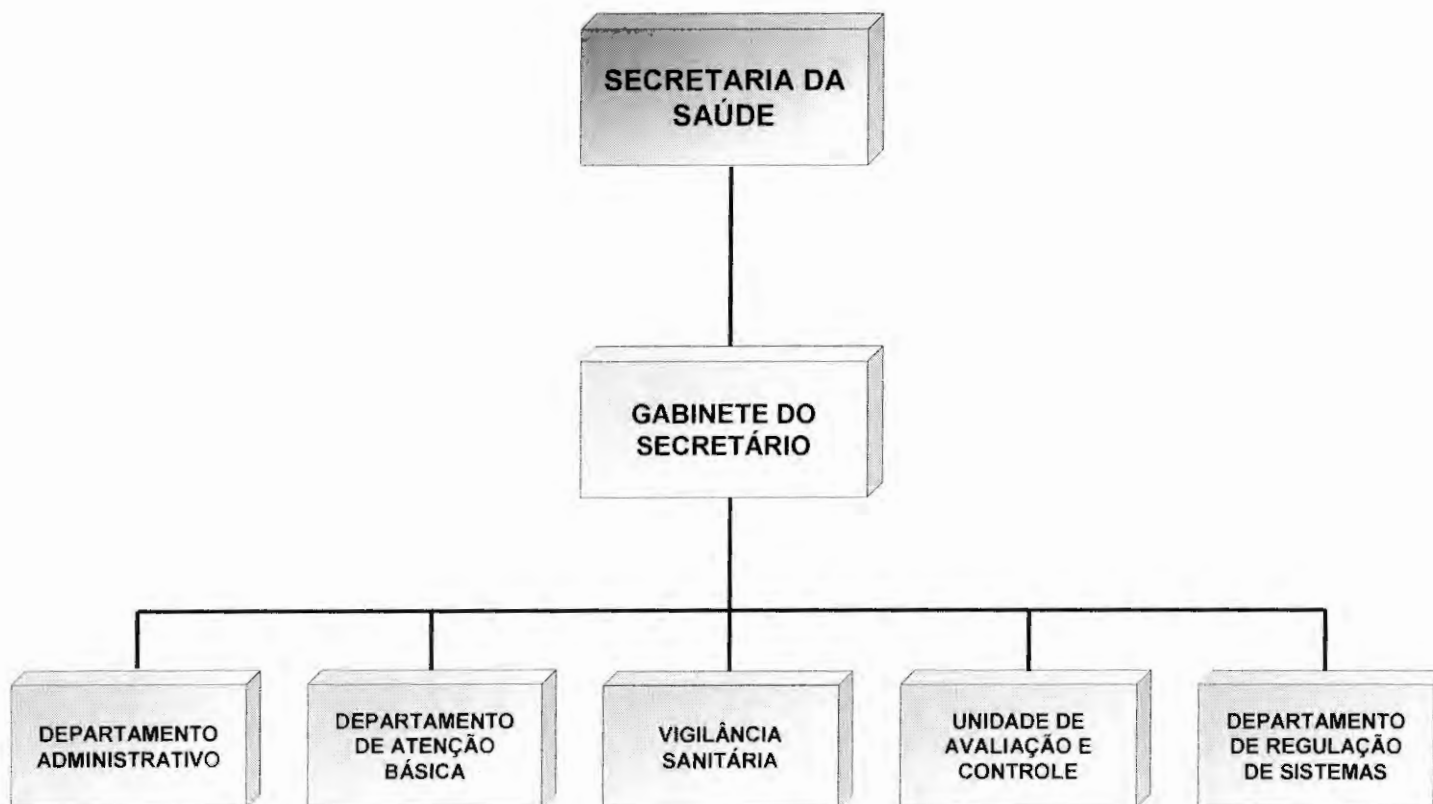 SECRETARIA DA
SAÚDE
GABINETE DO
SECRETÁRIO
DEPARTAMENTO
ADMINISTRATIVO
DEPARTAMENTO
DE ATENÇÃO
BÁSICA
VIGILÂNCIA
SANITÁRIA
UNIDADE DE
AVALIAÇÃO E
CONTROLE
DEPARTAMENTO
DE REGULAÇÃO
DE SISTEMAS